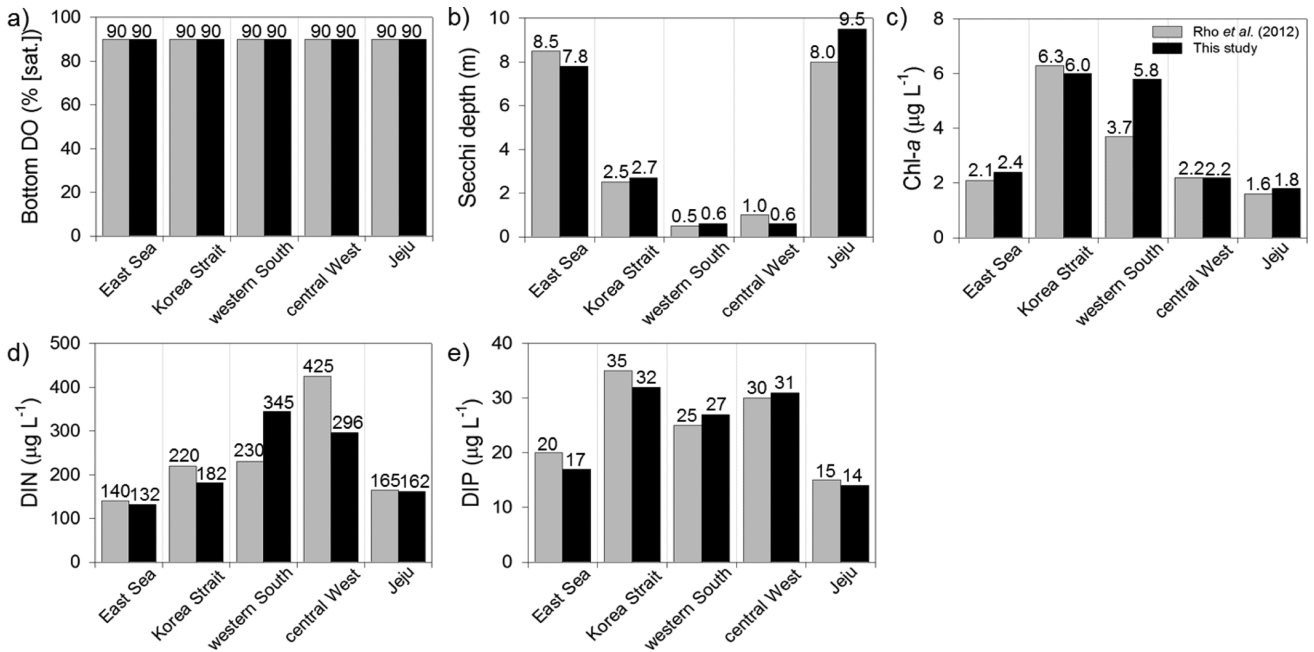 a)
Bottom DO (% [sat.])
100
80
60
40
20
0
90 90 90 90 90 90 90 90 90 90
East Sea
Korea Strait
western South
central West
Jeju
b)
Secchi depth (m)
10
8
6
4
2
0
8.5 7.8 2.5 2.7 0.5 0.6 1.0 0.6 8.0 9.5
East Sea
Korea Strait
western South
central West
Jeju
c)
Chl-a (μg L-1)
8
6
4
2
0
Rho et al. (2012)
This study
2.1 2.4 6.3 6.0 3.7 5.8 2.2 2.2 1.6 1.8
East Sea
Korea Strait
western South
central West
Jeju
d)
DIN (μg L-1)
500
400
300
200
100
0
140 132 220 182 230 345 425 296 165 162
East Sea
Korea Strait
western South
central West
Jeju
e)
DIP (μg L-1)
40
30
20
10
0
20 17 35 32 25 27 30 31 15 14
East Sea
Korea Strait
western South
central West
Jeju